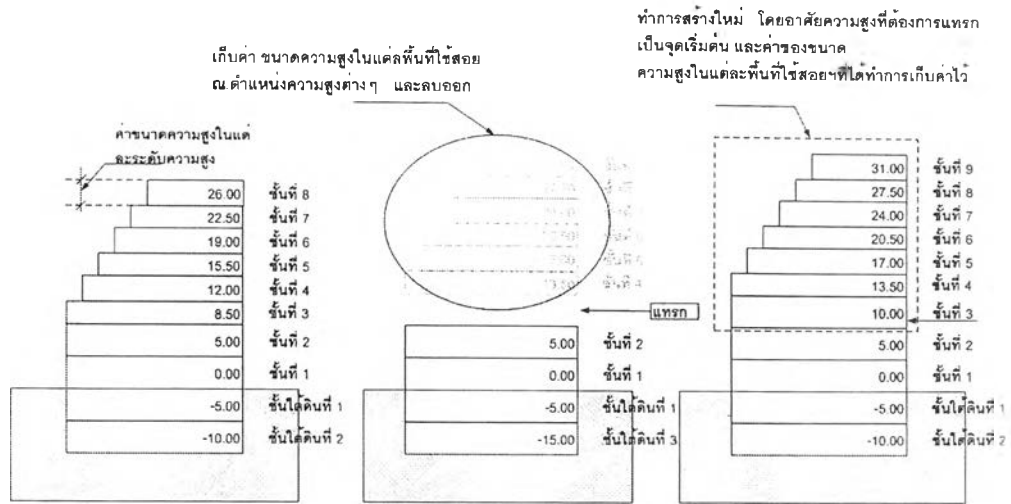 ทำการสร้างใหม่ โดยอาศัยความสูงที่ต้องการแทรก
เป็นจุดเริ่มต้น และค่าของขนาด
ความสูงในแต่ละพื้นที่ใช้สอยฯที่ได้ทำการเก็บค่าไว้
เก็บค่า ขนาดความสูงในแต่ลพื้นที่ใช้สอย
ณ.ตำแหน่งความสูงต่างๆ และลบออก
ค่าขนาดความสูงในแต่
ละระดับความสูง
26.00 ชั้นที่ 8
22.50 ชั้นที่ 7
19.00 ชั้นที่ 6
15.50 ชั้นที่ 5
12.00 ชั้นที่ 4
8.50 ชั้นที่ 3
5.00 ชั้นที่ 2
0.00 ชั้นที่ 1
-5.00 ชั้นใต้ดินที่ 1
-10.00 ชั้นใต้ดินที่ 2
แทรก
5.00 ชั้นที่ 2
0.00 ชั้นที่ 1
-5.00 ชั้นใต้ดินที่ 1
-15.00 ชั้นใต้ดินที่ 3
31.00 ชั้นที่ 9
27.50 ชั้นที่ 8
24.00 ชั้นที่ 7
20.50 ชั้นที่ 6
17.00 ชั้นที่ 5
13.50 ชั้นที่ 4
10.00 ชั้นที่ 3
5.00 ชั้นที่ 2
0.00 ชั้นที่ 1
-5.00 ชั้นใต้ดินที่ 1
-10.00 ชั้นใต้ดินที่ 2